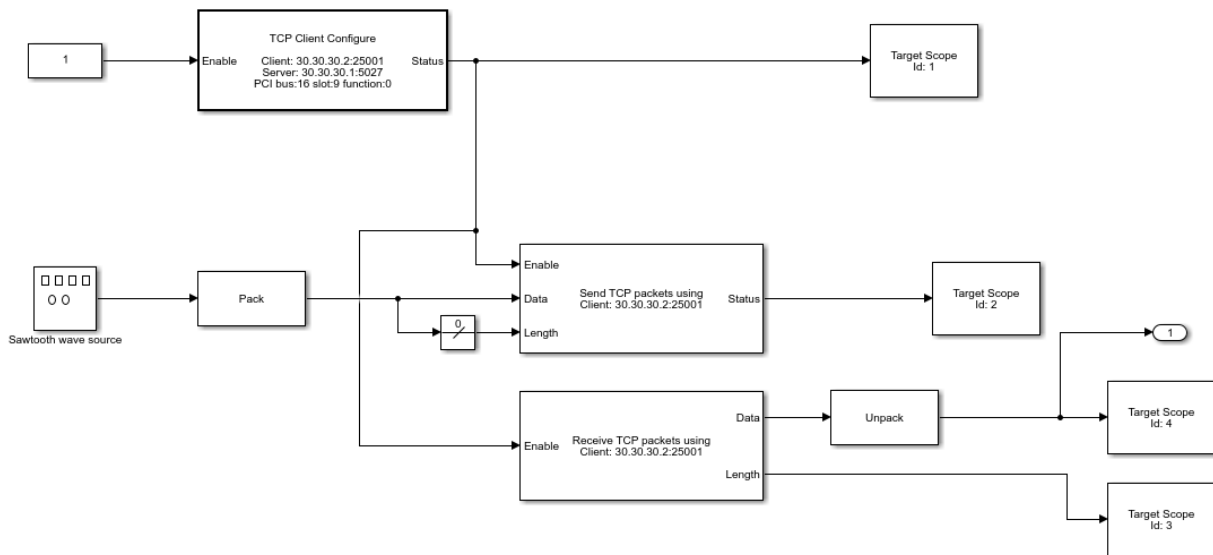 TCP Client Configure
1
Enable
Client: 30.30.30.2:25001
Server: 30.30.30.1:5027
PCI bus:16 slot:9 function:0
Status
Target Scope
Id: 1
Sawtooth wave source
Pack
0
Enable
Data
Length
Send TCP packets using
Client: 30.30.30.2:25001
Status
Target Scope
Id: 2
1
Enable
Receive TCP packets using
Client: 30.30.30.2:25001
Data
Length
Unpack
Target Scope
Id: 4
Target Scope
Id: 3